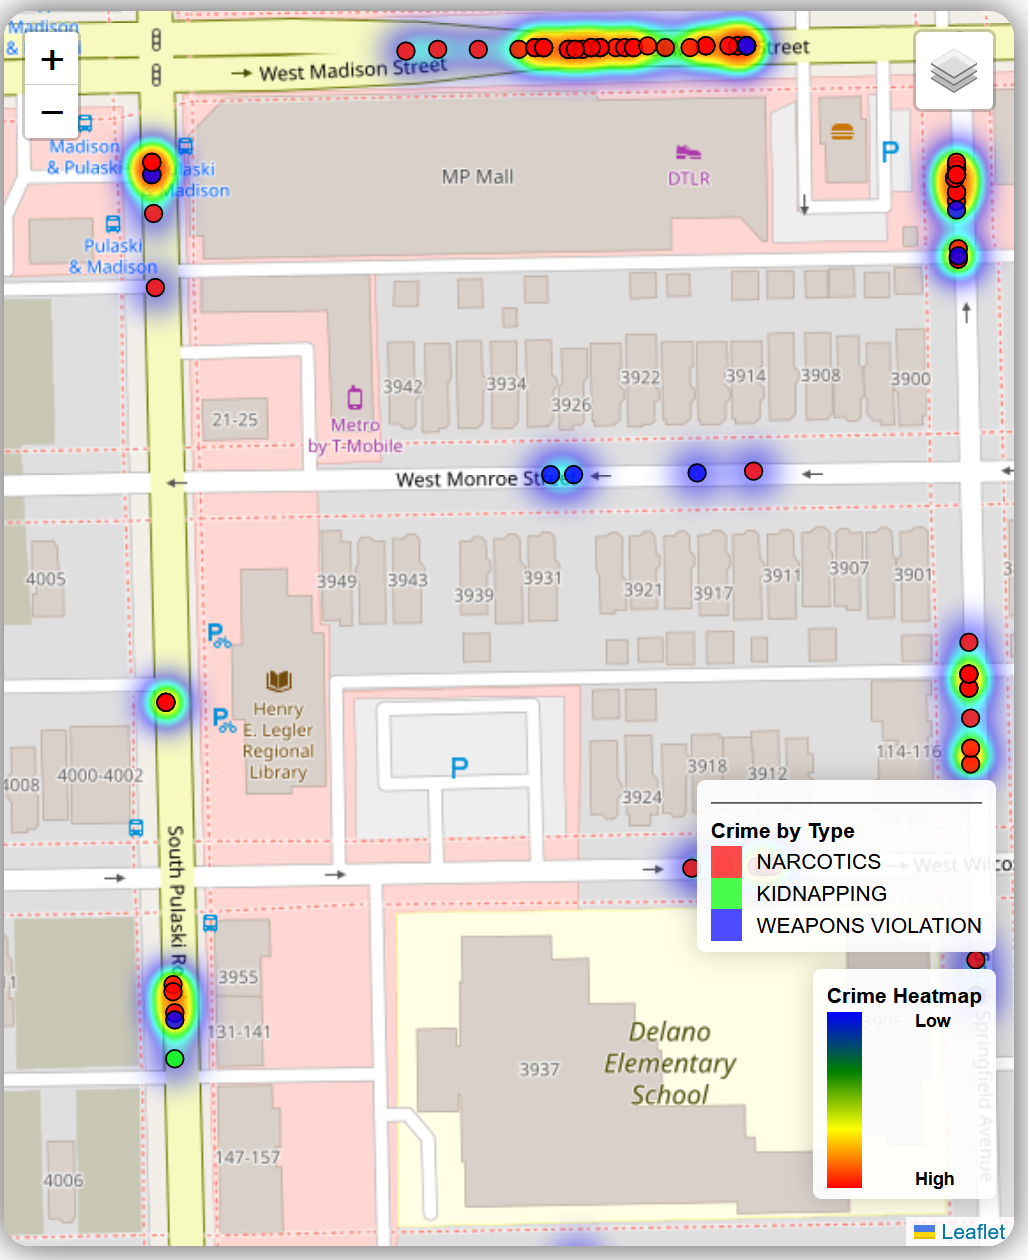 Madison
&
+
−
West Madison Street
Street
Madison
& Pulaski
Pulaski
& Madison
MP Mall
DTLR
P
Pulaski
& Madison
3942
3934
3926
3922
3914
3908
3900
21-25
Metro
by T-Mobile
West Monroe St
4005
3949
3943
3939
3931
3921
3917
3911
3907
3901
P
Henry
E. Legler
Regional
Library
P
P
4008
4000-4002
3924
3918
3912
114-116
South Pulaski Ro
West Wilco
Crime by Type
NARCOTICS
KIDNAPPING
WEAPONS VIOLATION
3955
131-141
Crime Heatmap
Low
High
3905
Springfield Avenue
Delano
Elementary
School
3937
147-157
4006
Leaflet